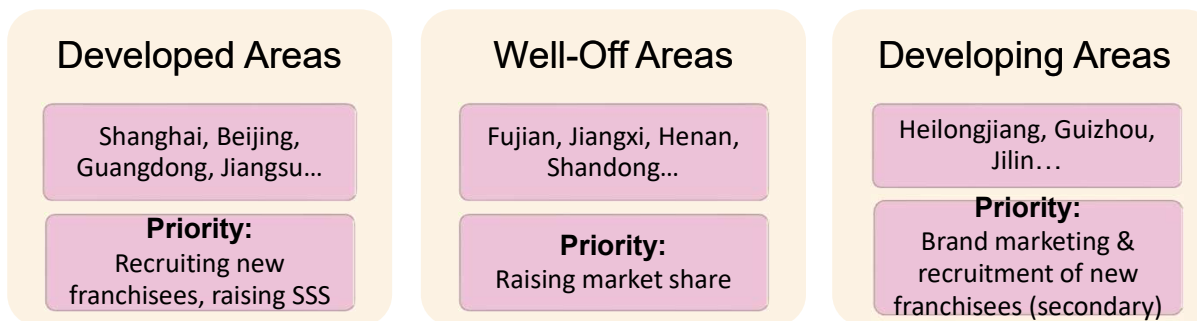 Developed Areas
Shanghai, Beijing,
Guangdong, Jiangsu...
Priority:
Recruiting new
franchisees, raising SSS
Well-Off Areas
Fujian, Jiangxi, Henan,
Shandong...
Priority:
Raising market share
Developing Areas
Heilongjiang, Guizhou,
Jilin...
Priority:
Brand marketing &
recruitment of new
franchisees (secondary)